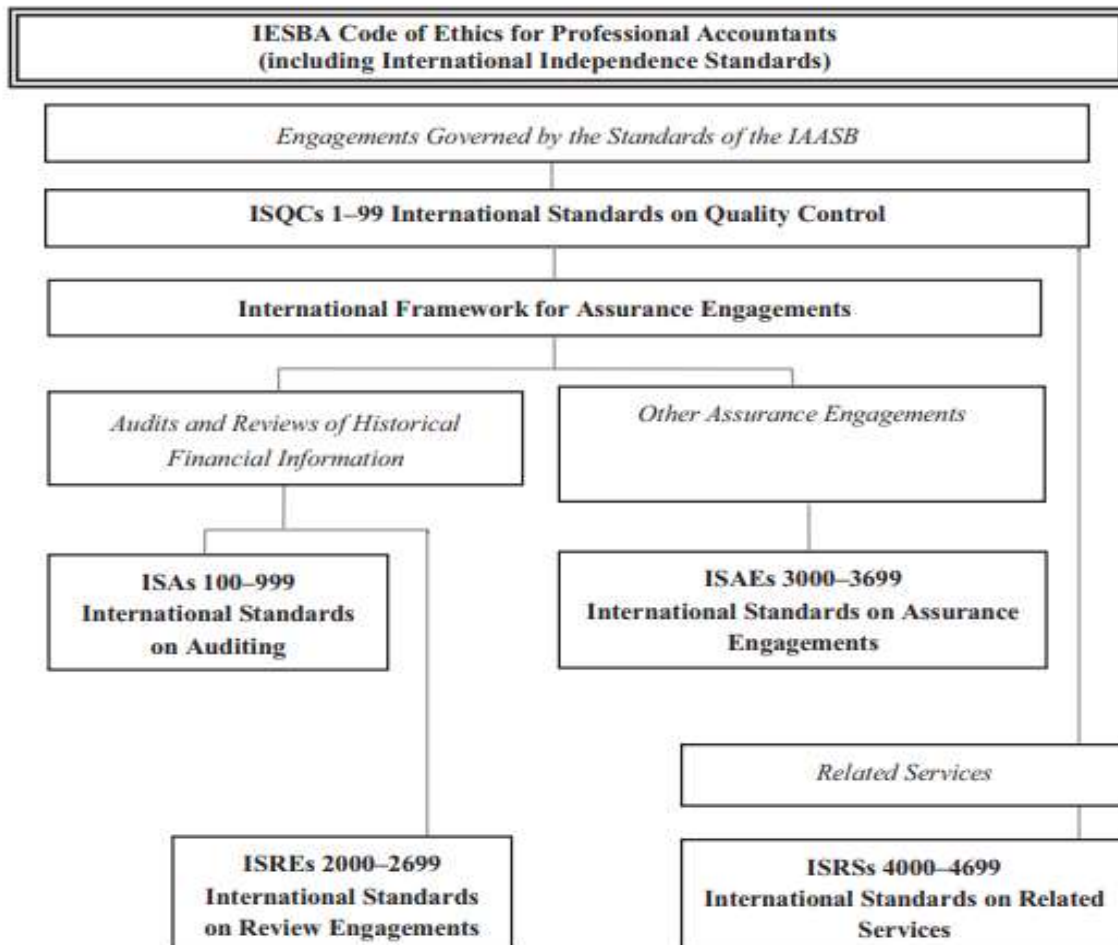 IESBA Code of Ethics for Professional Accountants
(including International Independence Standards)
Engagements Governed by the Standards of the IAASB
ISQCs 1–99 International Standards on Quality Control
International Framework for Assurance Engagements
Audits and Reviews of Historical
Financial Information
Other Assurance Engagements
ISAs 100–999
International Standards
on Auditing
ISAEs 3000–3699
International Standards on Assurance
Engagements
Related Services
ISREs 2000–2699
International Standards
on Review Engagements
ISRSs 4000–4699
International Standards on Related
Services